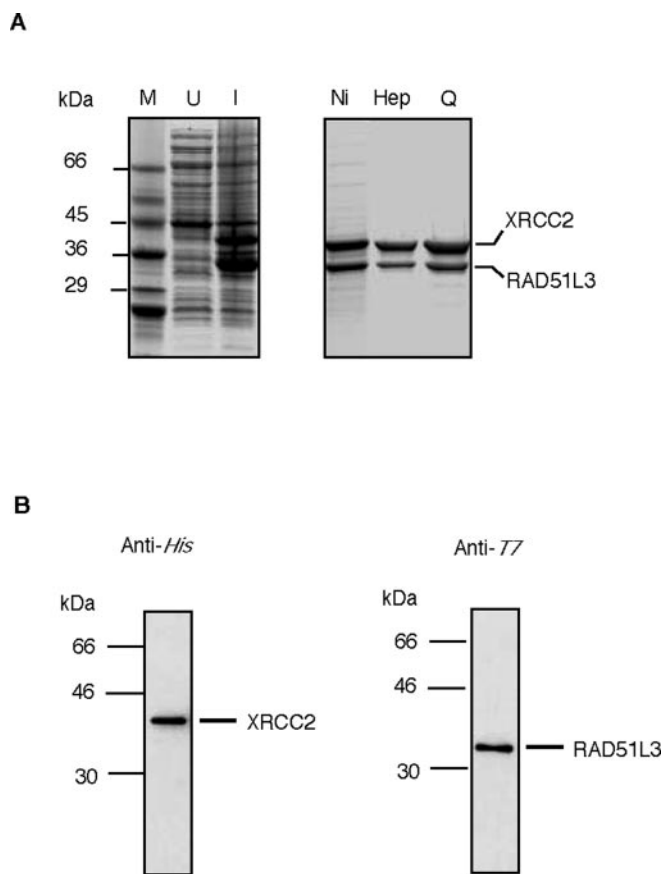 A
kDa M U I Ni Hep Q
66
45
36
29
XRCC2
RAD51L3
B
Anti-His
kDa
66
46
30
XRCC2
Anti-T7
kDa
66
46
30
RAD51L3